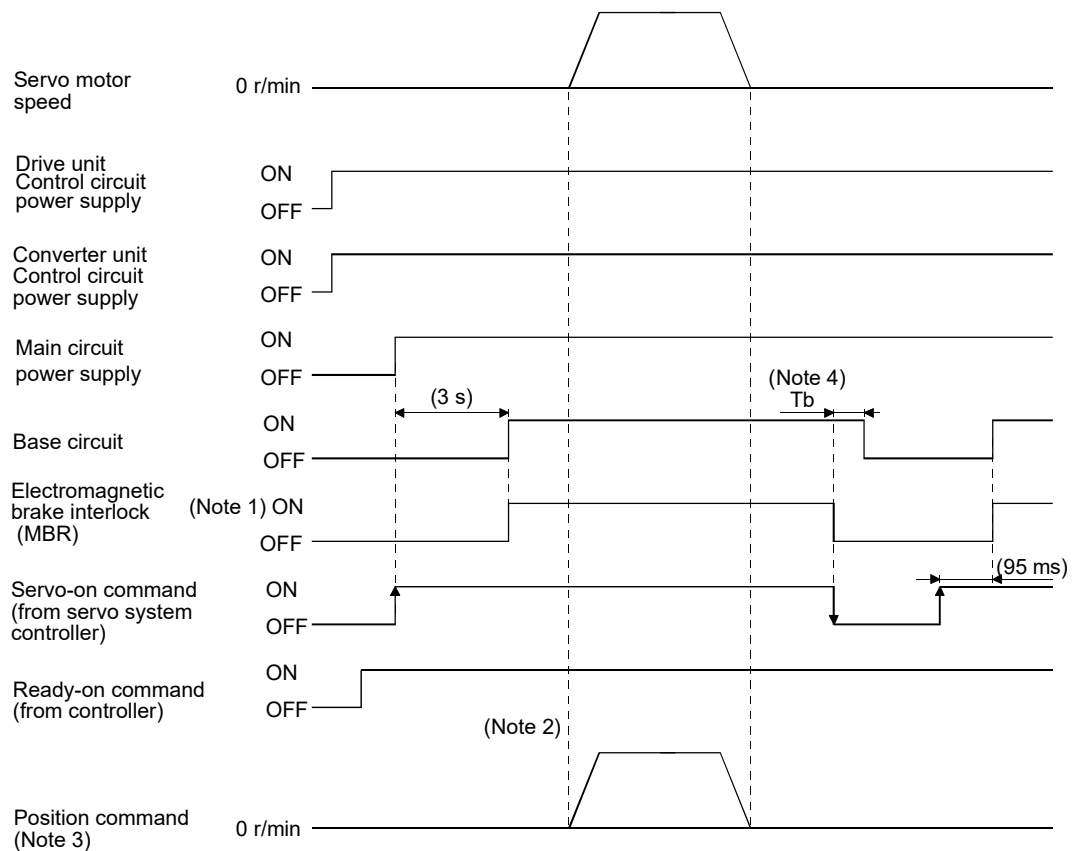 Servo motor
speed
0 r/min
Drive unit
Control circuit
power supply
ON
OFF
Converter unit
Control circuit
power supply
ON
OFF
Main circuit
power supply
ON
OFF
(3 s)
(Note 4)
Tb
Base circuit
ON
OFF
Electromagnetic
brake interlock
(MBR)
(Note 1) ON
OFF
(95 ms)
Servo-on command
(from servo system
controller)
ON
OFF
Ready-on command
(from controller)
ON
OFF
(Note 2)
Position command
(Note 3)
0 r/min